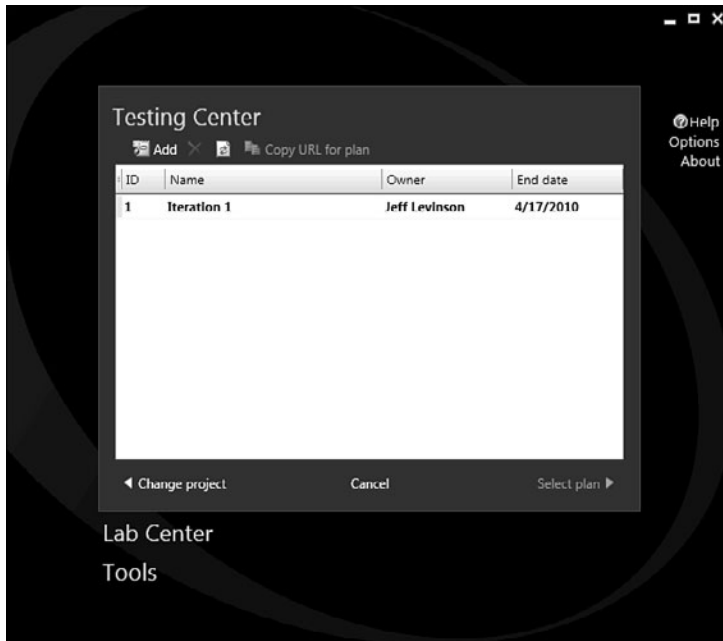 Testing Center
Add Copy URL for plan
ID Name Owner End date
1 Iteration 1 Jeff Levinson 4/17/2010
Change project Cancel Select plan
Lab Center
Tools
Help
Options
About